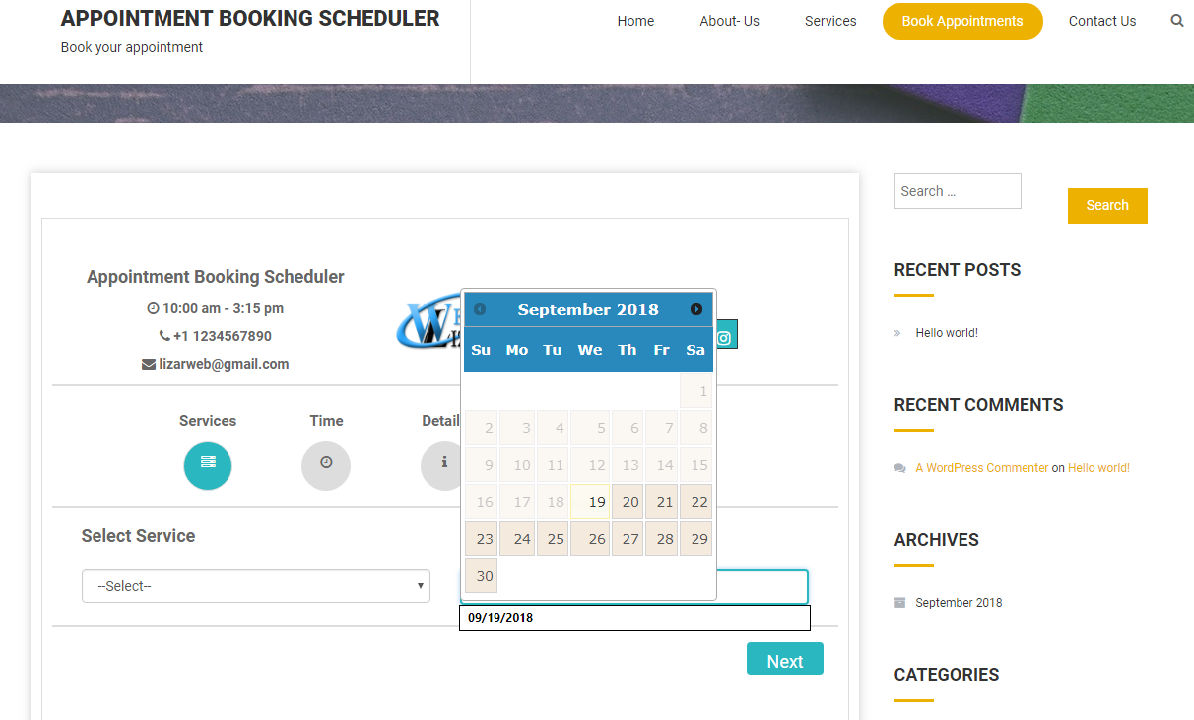 APPOINTMENT BOOKING SCHEDULER
Book your appointment
Home About- Us Services Book Appointments Contact Us
Search ...
Search
RECENT POSTS
Hello world!
RECENT COMMENTS
A WordPress Commenter on Hello world!
ARCHIVES
September 2018
CATEGORIES
Appointment Booking Scheduler
10:00 am - 3:15 pm
+1 1234567890
lizarweb@gmail.com
Services Time
Select Service
--Select--
September 2018
Su Mo Tu We Th Fr Sa
1
2 3 4 5 6 7 8
9 10 11 12 13 14 15
16 17 18 19 20 21 22
23 24 25 26 27 28 29
30
09/19/2018
Next